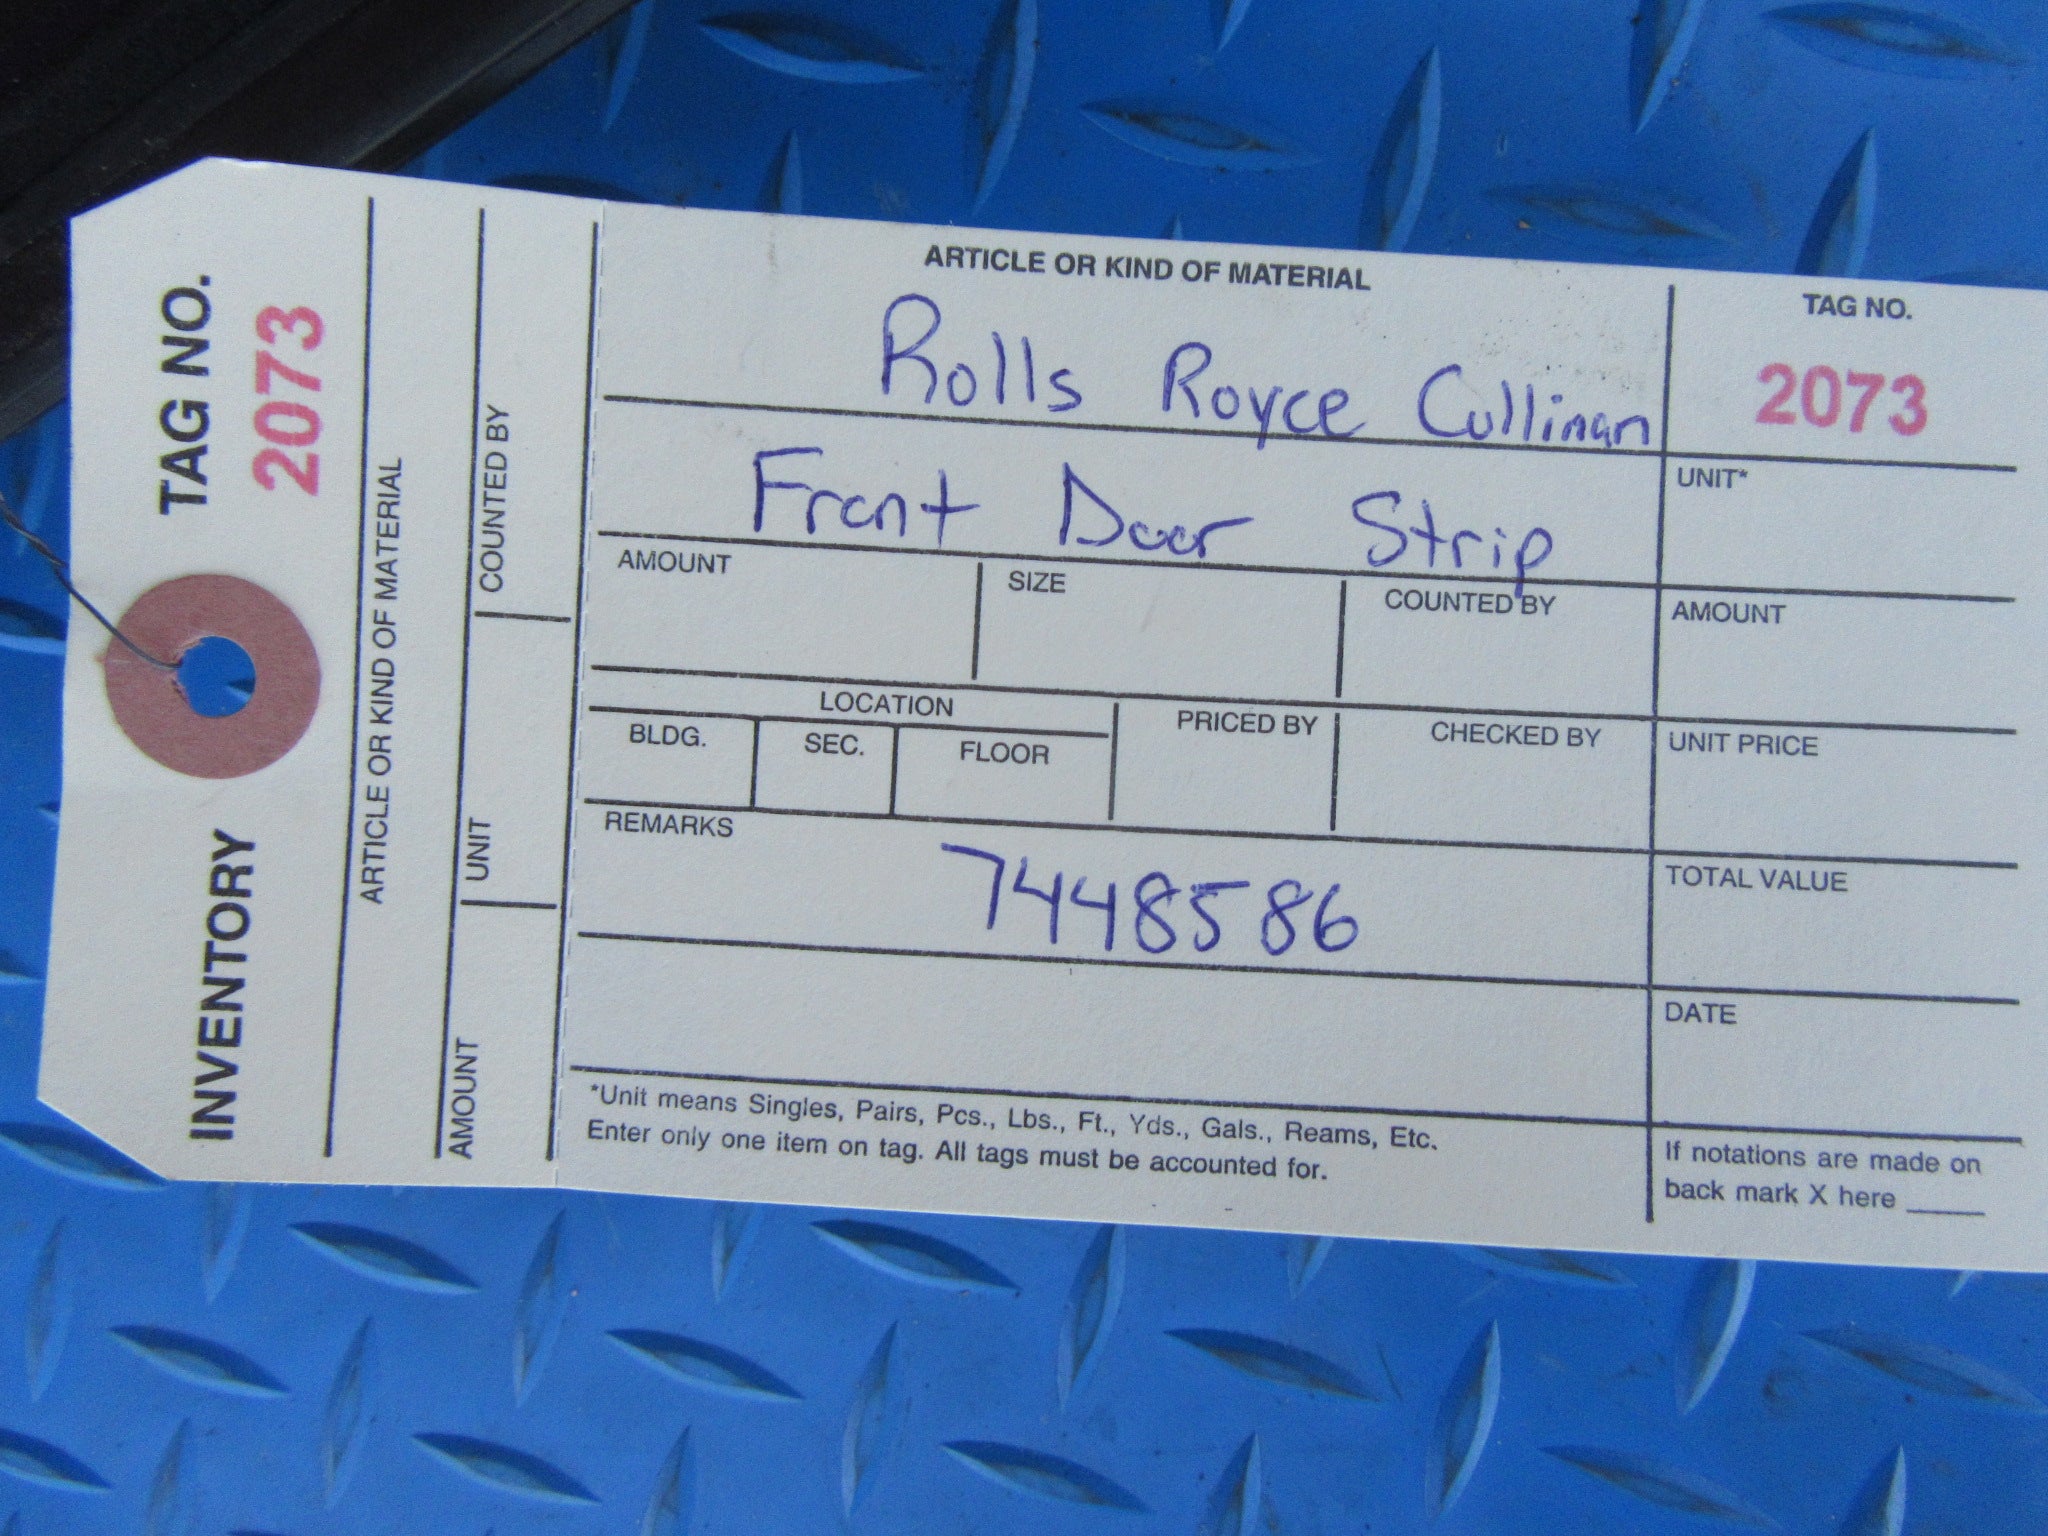 INVENTORY TAG NO.
2073
ARTICLE OR KIND OF MATERIAL
AMOUNT UNIT COUNTED BY
ARTICLE OR KIND OF MATERIAL
Rolls Royce Cullinan
Front Door Strip
TAG NO.
2073
UNIT*
AMOUNT SIZE COUNTED BY AMOUNT
LOCATION
BLDG. SEC. FLOOR PRICED BY CHECKED BY UNIT PRICE
REMARKS
7448586
TOTAL VALUE
DATE
*Unit means Singles, Pairs, Pcs., Lbs., Ft., Yds., Gals., Reams, Etc.
Enter only one item on tag. All tags must be accounted for.
If notations are made on
back mark X here ____